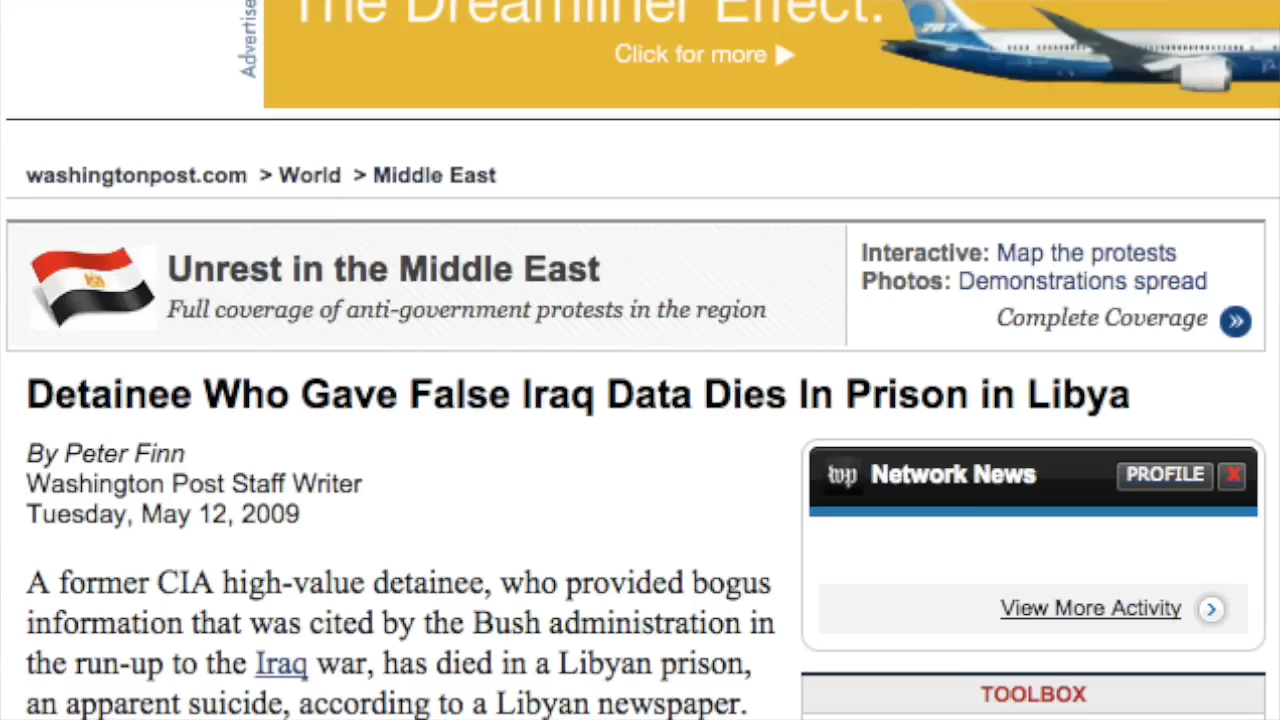 The Dreamliner Effect.
Click for more
787
washingtonpost.com > World > Middle East
Unrest in the Middle East
Full coverage of anti-government protests in the region
Interactive: Map the protests
Photos: Demonstrations spread
Complete Coverage »
Detainee Who Gave False Iraq Data Dies In Prison in Libya
By Peter Finn
Washington Post Staff Writer
Tuesday, May 12, 2009
A former CIA high-value detainee, who provided bogus
information that was cited by the Bush administration in
the run-up to the Iraq war, has died in a Libyan prison,
an apparent suicide, according to a Libyan newspaper.
wp Network News PROFILE X
View More Activity
TOOLBOX